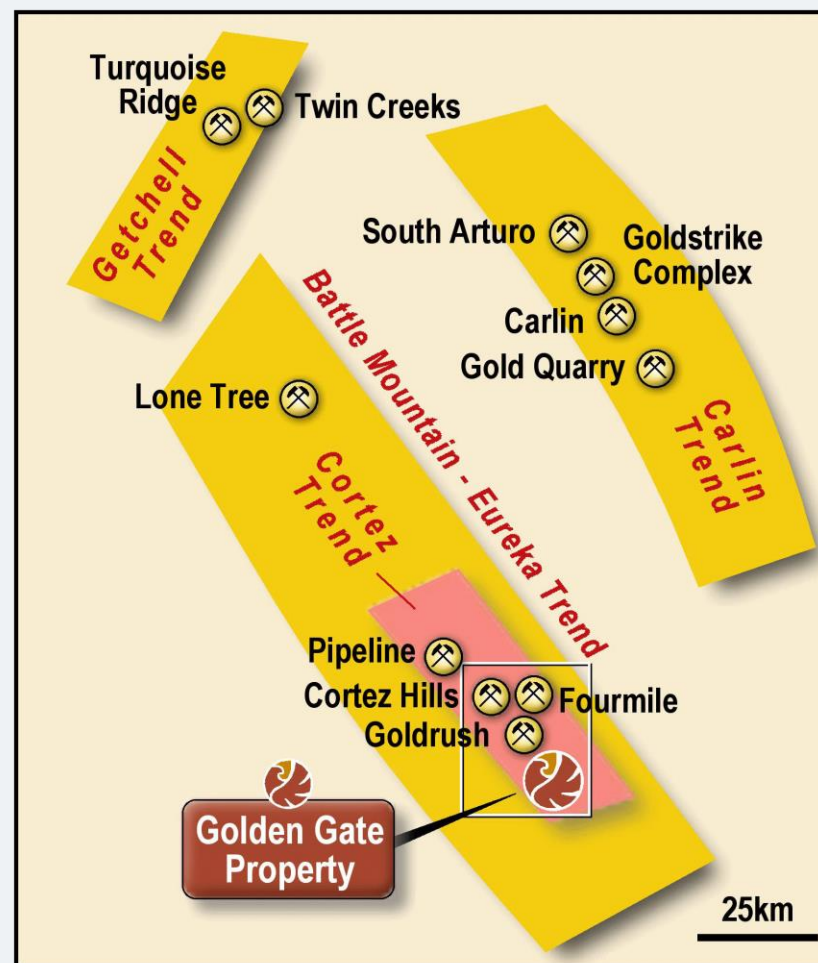 Turquoise
Ridge
Twin Creeks
Getchell
Trend
South Arturo
Goldstrike
Complex
Carlin
Gold Quarry
Carlin
Trend
Battle Mountain - Eureka Trend
Lone Tree
Cortez
Trend
Pipeline
Cortez Hills
Fourmile
Goldrush
Golden Gate
Property
25km